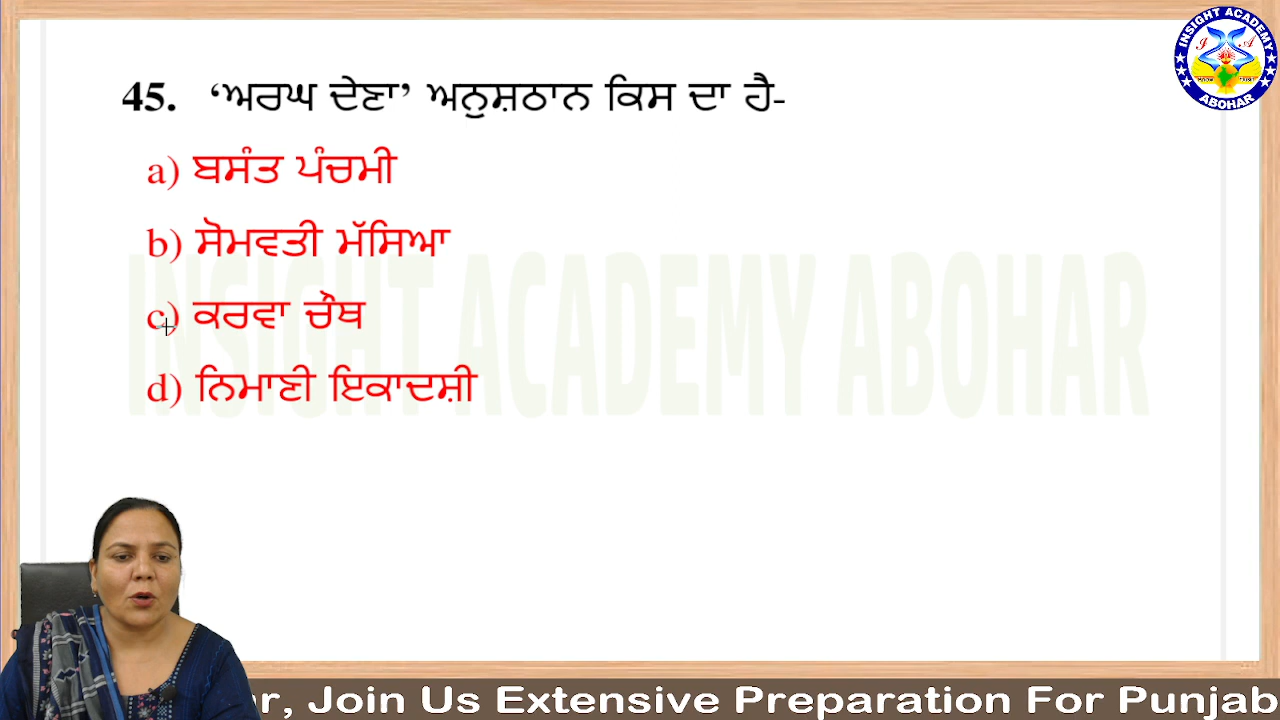 INSIGHT ACADEMY
ABOHAR
45. ‘ਅਰਘ ਦੇਣਾ’ ਅਨੁਸ਼ਠਾਨ ਕਿਸ ਦਾ ਹੈ-
a) ਬਸੰਤ ਪੰਚਮੀ
b) ਸੋਮਵਤੀ ਮੱਸਿਆ
c) ਕਰਵਾ ਚੌਥ
d) ਨਿਮਾਣੀ ਇਕਾਦਸ਼ੀ
INSIGHT ACADEMY ABOHAR
r, Join Us Extensive Preparation For Punjab